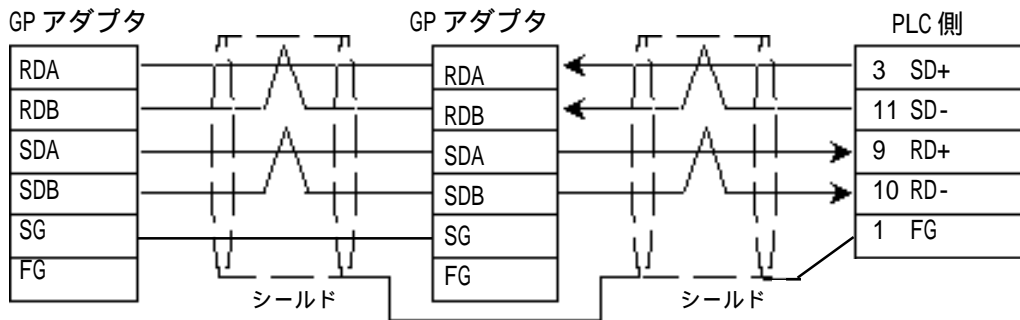 GP アダプタ GP アダプタ PLC 側
RDA RDA 3 SD+
RDB RDB 11 SD-
SDA SDA 9 RD+
SDB SDB 10 RD-
SG SG 1 FG
FG FG
シールド シールド